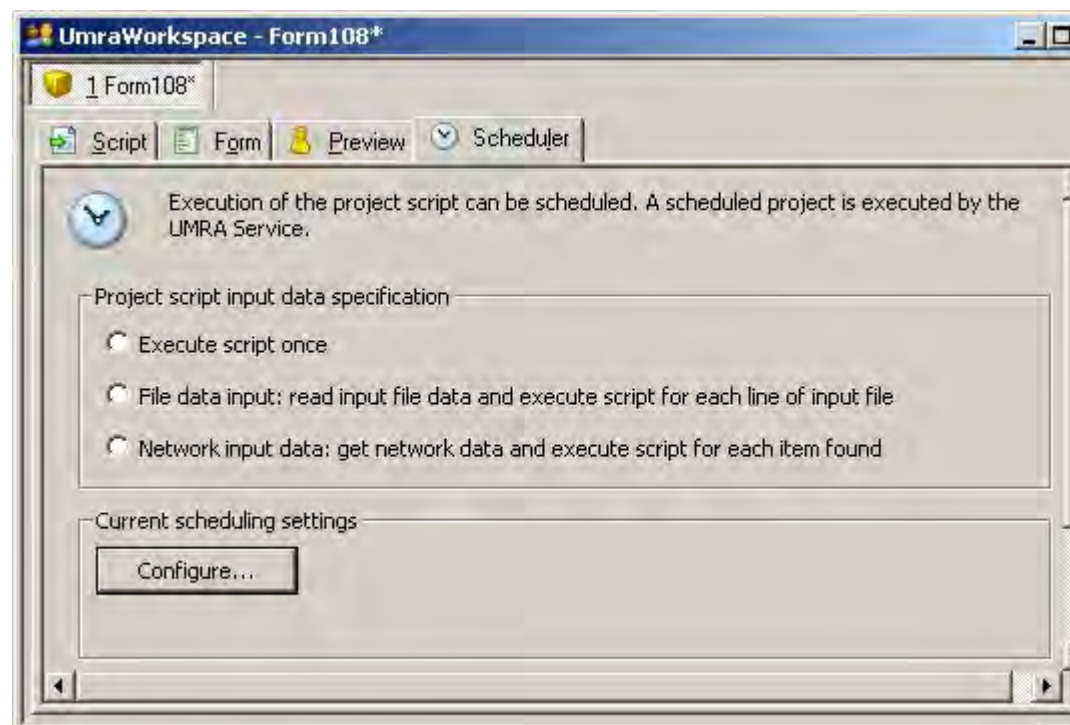 UmraWorkspace - Form108*
1 Form108*
Script Form Preview Scheduler
Execution of the project script can be scheduled. A scheduled project is executed by the
UMRA Service.
Project script input data specification
Execute script once
File data input: read input file data and execute script for each line of input file
Network input data: get network data and execute script for each item found
Current scheduling settings
Configure...